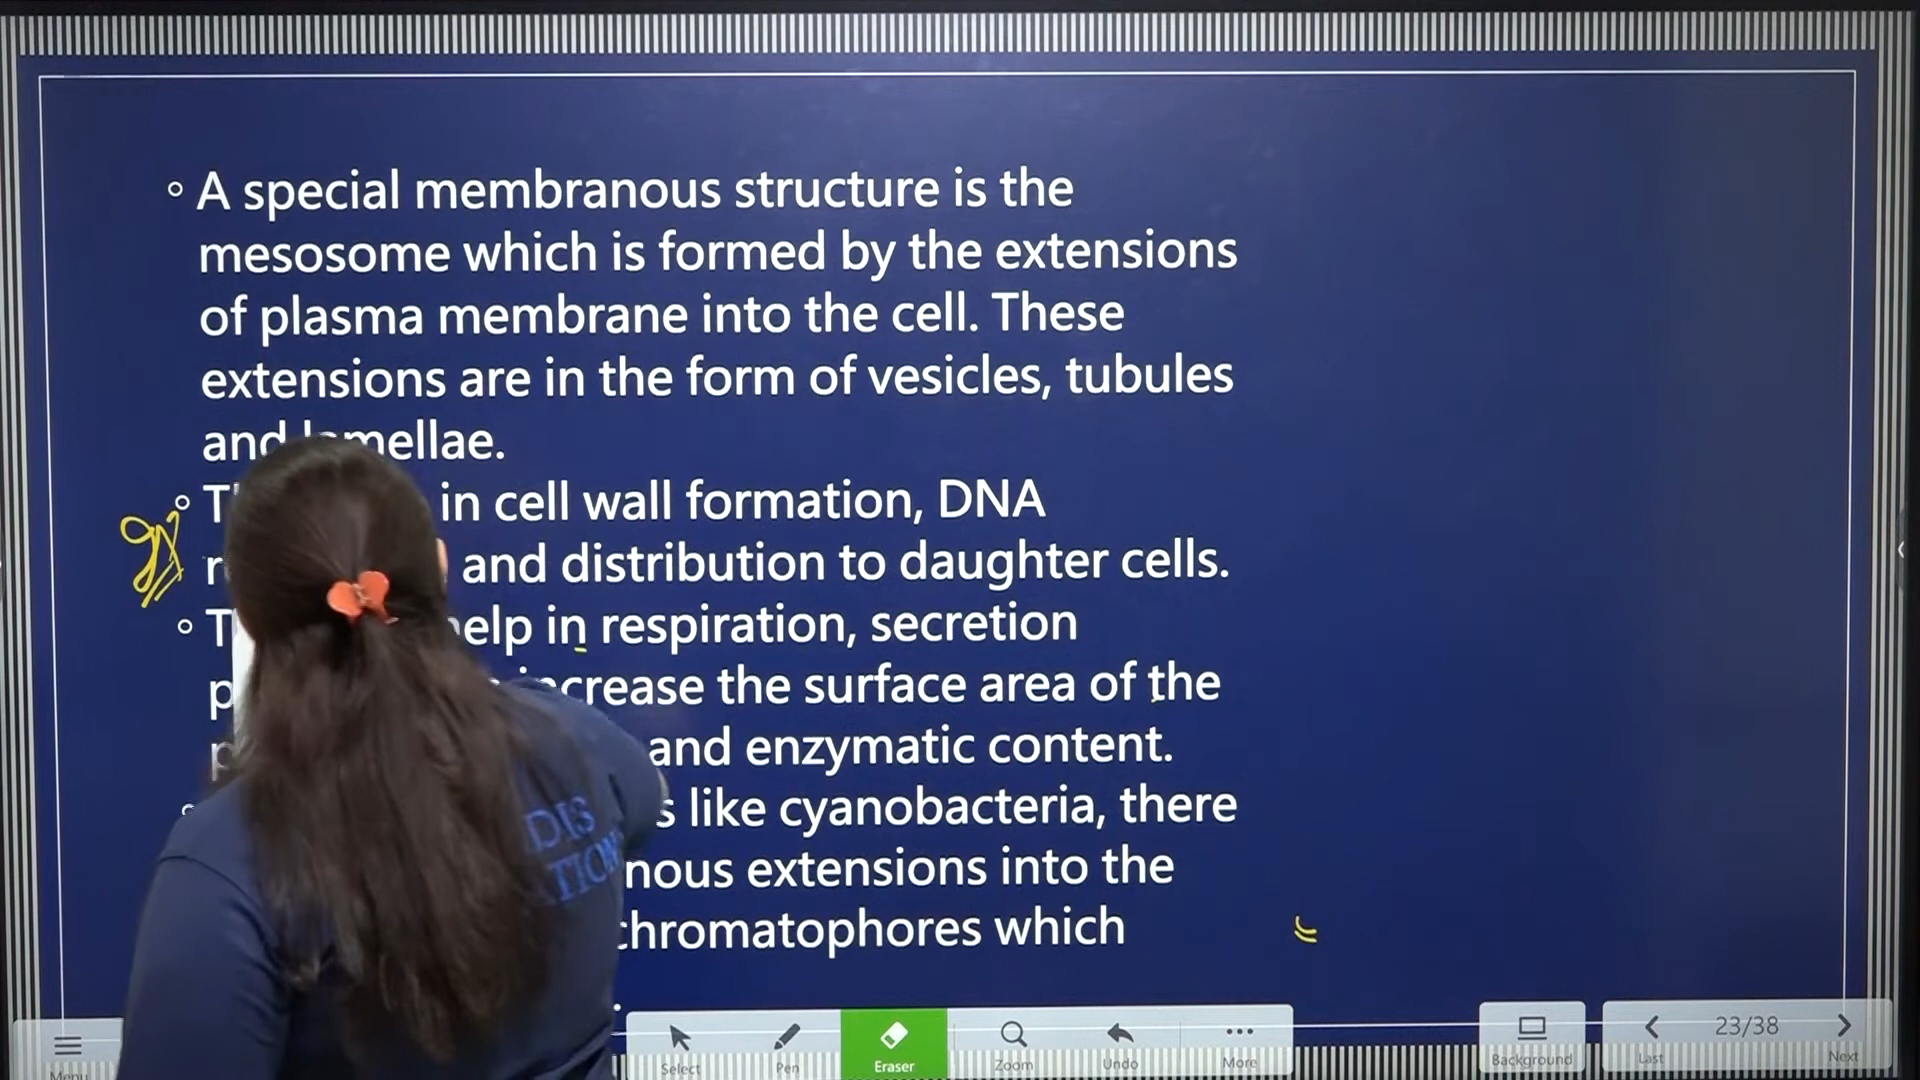 A special membranous structure is the
mesosome which is formed by the extensions
of plasma membrane into the cell. These
extensions are in the form of vesicles, tubules
and lamellae.
in cell wall formation, DNA
and distribution to daughter cells.
help in respiration, secretion
increase the surface area of the
and enzymatic content.
like cyanobacteria, there
extensions into the
chromatophores which
DIS
Menu
Select
Pen
Eraser
Zoom
Undo
More
Background
Last
23/38
Next